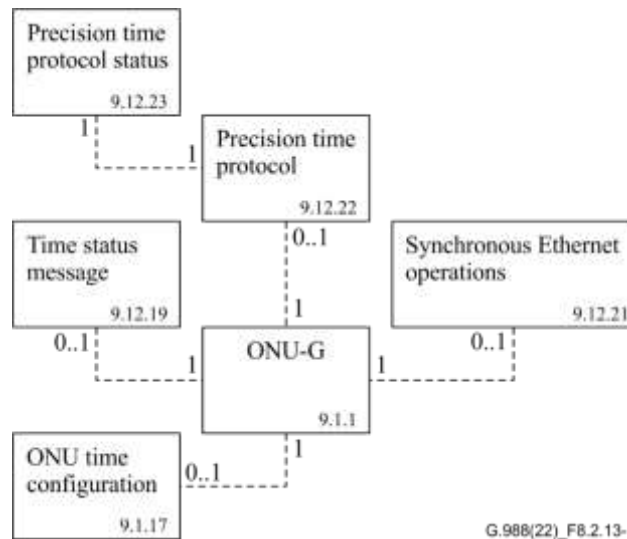 Precision time
protocol status
9.12.23
1
1
Precision time
protocol
9.12.22
0..1
Time status
message
9.12.19
0..1
Synchronous Ethernet
operations
9.12.21
0..1
1
1
ONU-G
1
9.1.1
1
ONU time
configuration
9.1.17
0..1
G.988(22)_F8.2.13-